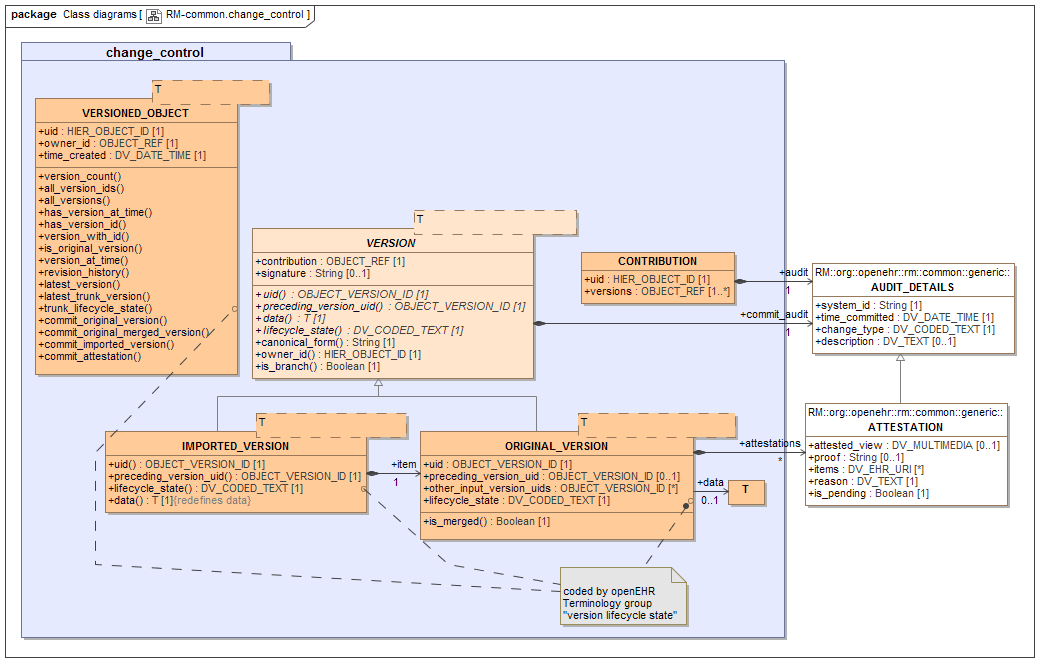 package Class diagrams [ RM-common.change_control ]
change_control
T
VERSIONED_OBJECT
+uid : HIER_OBJECT_ID [1]
+owner_id : OBJECT_REF [1]
+time_created : DV_DATE_TIME [1]
+version_count()
+all_version_ids()
+all_versions()
+has_version_at_time()
+has_version_id()
+version_with_id()
+is_original_version()
+version_at_time()
+revision_history()
+latest_version()
+latest_trunk_version()
+trunk_lifecycle_state()
+commit_original_version()
+commit_original_merged_version()
+commit_imported_version()
+commit_attestation()
T
VERSION
+contribution : OBJECT_REF [1]
+signature : String [0..1]
+uid() : OBJECT_VERSION_ID [1]
+preceding_version_uid() : OBJECT_VERSION_ID [1]
+data() : T [1]
+lifecycle_state() : DV_CODED_TEXT [1]
+canonical_form() : String [1]
+owner_id() : HIER_OBJECT_ID [1]
+is_branch() : Boolean [1]
CONTRIBUTION
+uid : HIER_OBJECT_ID [1]
+versions : OBJECT_REF [1..*]
+audit
1
+commit_audit
1
RM::org::openehr::rm::common::generic::
AUDIT_DETAILS
+system_id : String [1]
+time_committed : DV_DATE_TIME [1]
+change_type : DV_CODED_TEXT [1]
+description : DV_TEXT [0..1]
T
IMPORTED_VERSION
+uid() : OBJECT_VERSION_ID [1]
+preceding_version_uid() : OBJECT_VERSION_ID [1]
+lifecycle_state() : DV_CODED_TEXT [1]
+data() : T [1]{redefines data}
+item
1
T
ORIGINAL_VERSION
+uid : OBJECT_VERSION_ID [1]
+preceding_version_uid : OBJECT_VERSION_ID [0..1]
+other_input_version_uids : OBJECT_VERSION_ID [*]
+lifecycle_state : DV_CODED_TEXT [1]
+is_merged() : Boolean [1]
+attestations
*
+data
0..1
T
RM::org::openehr::rm::common::generic::
ATTESTATION
+attested_view : DV_MULTIMEDIA [0..1]
+proof : String [0..1]
+items : DV_EHR_URI [*]
+reason : DV_TEXT [1]
+is_pending : Boolean [1]
coded by openEHR
Terminology group
"version lifecycle state"